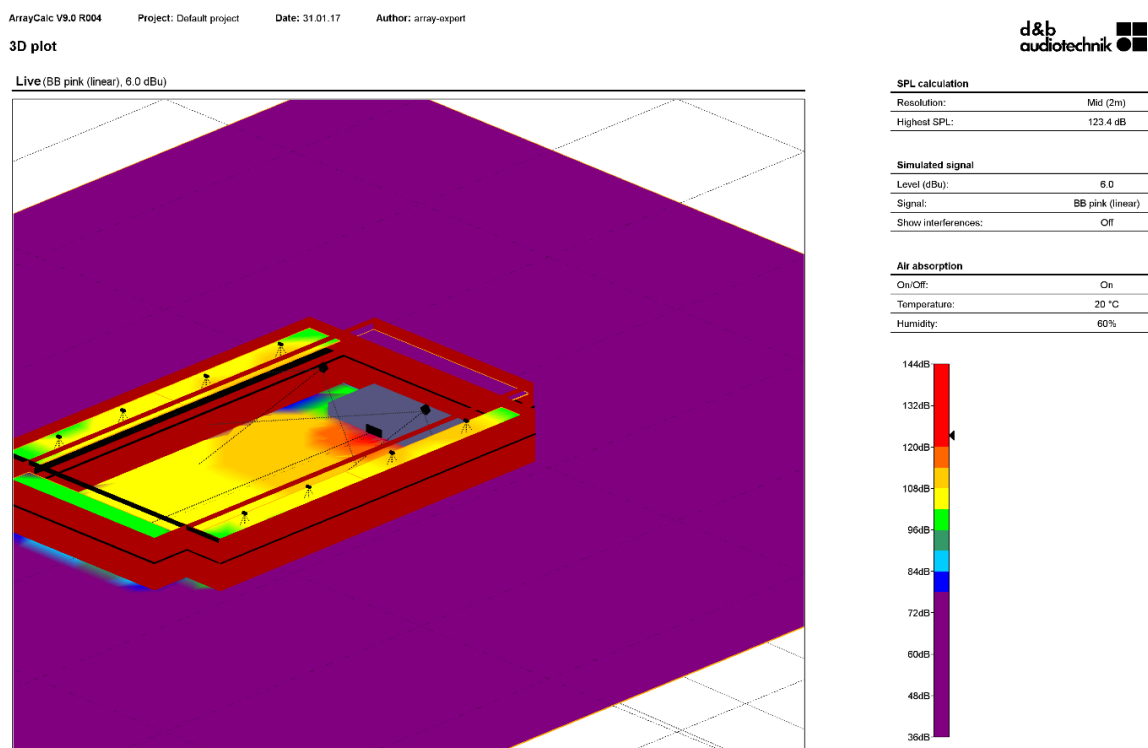 ArrayCalc V9.0 R004 Project: Default project Date: 31.01.17 Author: array-expert
d&b
audiotechnik
3D plot
Live (BB pink (linear), 6.0 dBu)
SPL calculation
Resolution: Mid (2m)
Highest SPL: 123.4 dB
Simulated signal
Level (dBu): 6.0
Signal: BB pink (linear)
Show interferences: Off
Air absorption
On/Off: On
Temperature: 20 °C
Humidity: 60%
144dB
132dB
120dB
108dB
96dB
84dB
72dB
60dB
48dB
36dB